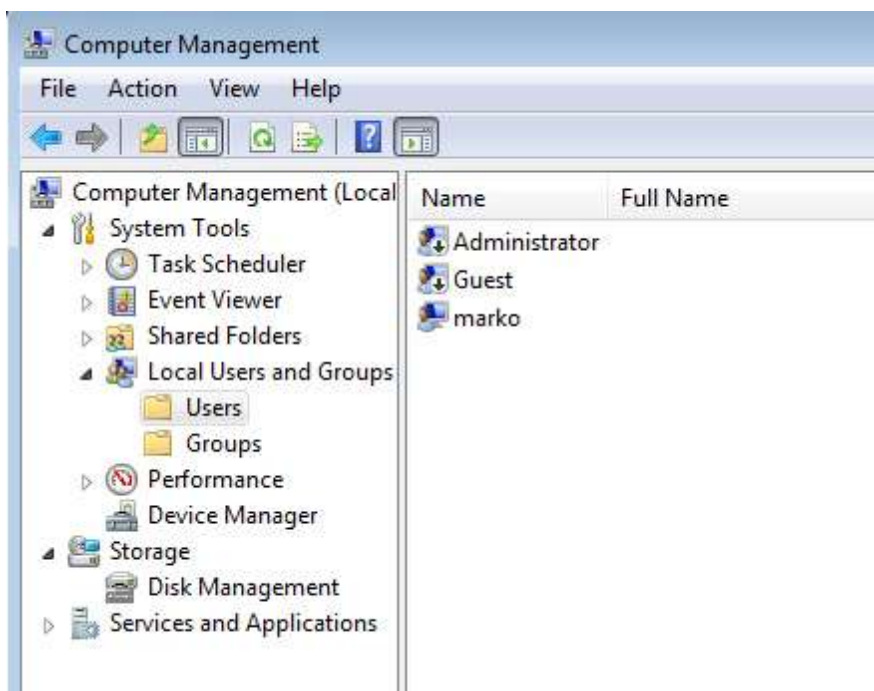 Computer Management
File Action View Help
Computer Management (Local
System Tools
Task Scheduler
Event Viewer
Shared Folders
Local Users and Groups
Users
Groups
Performance
Device Manager
Storage
Disk Management
Services and Applications
Name Full Name
Administrator
Guest
marko